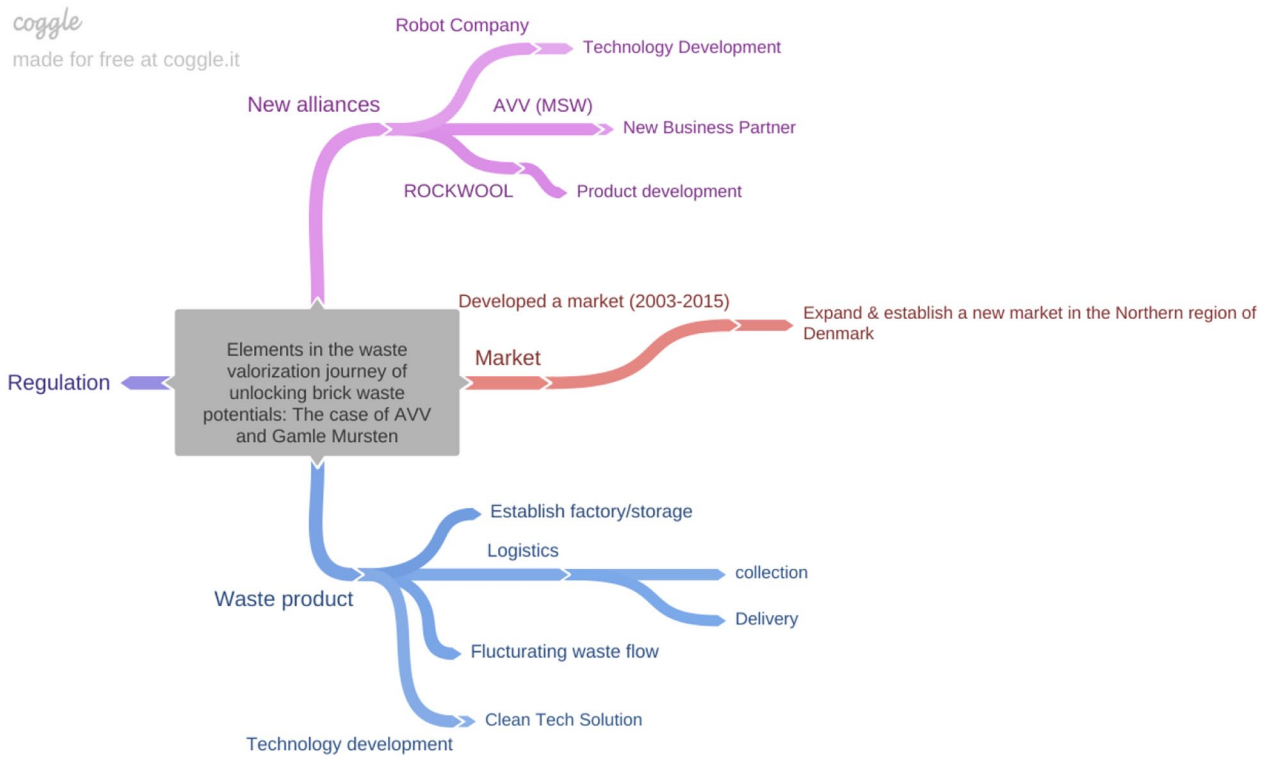 coggle
made for free at coggle.it
Robot Company
Technology Development
New alliances
AVV (MSW)
New Business Partner
ROCKWOOL
Product development
Developed a market (2003-2015)
Expand & establish a new market in the Northern region of
Denmark
Market
Regulation
Elements in the waste
valorization journey of
unlocking brick waste
potentials: The case of AVV
and Gamle Mursten
Establish factory/storage
Logistics
collection
Waste product
Delivery
Flucturating waste flow
Clean Tech Solution
Technology development